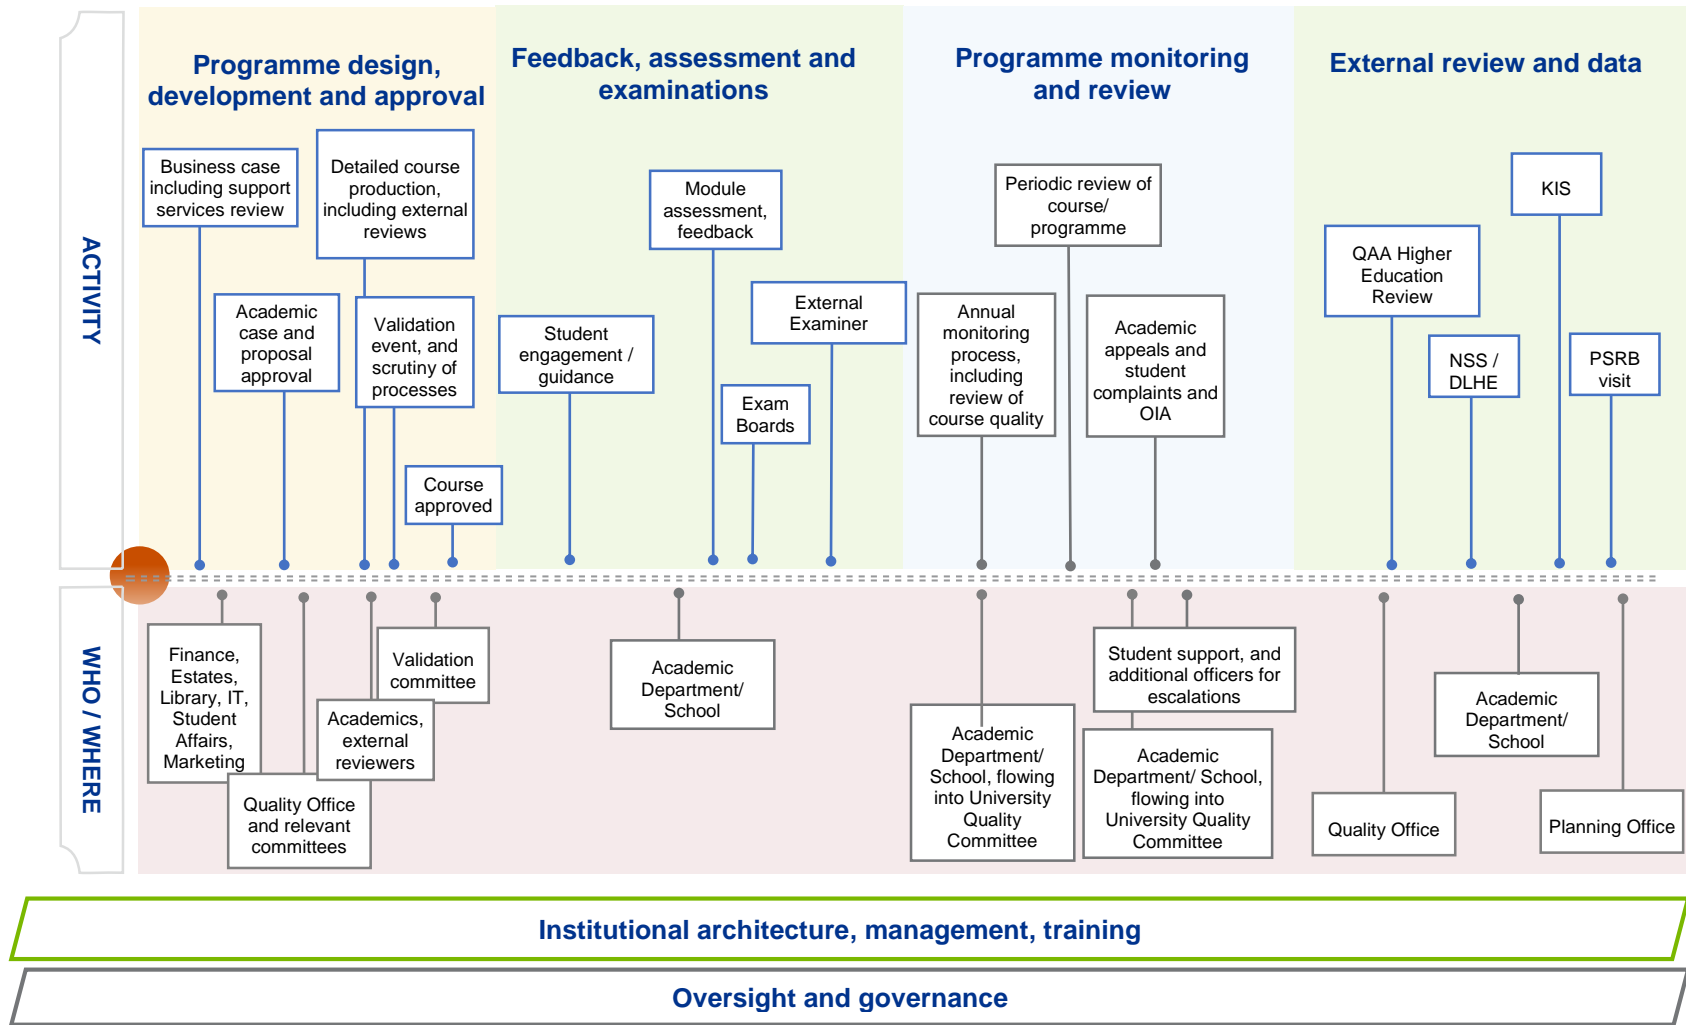 ACTIVITY
Programme design,
development and approval
Business case
including support
services review
Detailed course
production,
including external
reviews
Academic
case and
proposal
approval
Validation
event, and
scrutiny of
processes
Course
approved
Feedback, assessment and
examinations
Student
engagement /
guidance
Module
assessment,
feedback
External
Examiner
Exam
Boards
Programme monitoring
and review
Periodic review of
course/
programme
Annual
monitoring
process,
including
review of
course quality
Academic
appeals and
student
complaints and
OIA
External review and data
QAA Higher
Education
Review
KIS
NSS /
DLHE
PSRB
visit
WHO / WHERE
Finance,
Estates,
Library, IT,
Student
Affairs,
Marketing
Quality Office
and relevant
committees
Academics,
external
reviewers
Validation
committee
Academic
Department/
School
Academic
Department/
School, flowing
into University
Quality
Committee
Student support, and
additional officers for
escalations
Academic
Department/ School,
flowing into
University Quality
Committee
Quality Office
Academic
Department/
School
Planning Office
Institutional architecture, management, training
Oversight and governance